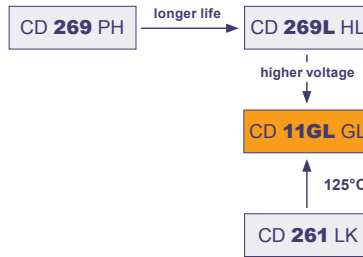 longer life
CD 269 PH
CD 269L HL
higher voltage
CD 11GL GL
125°C
CD 261 LK